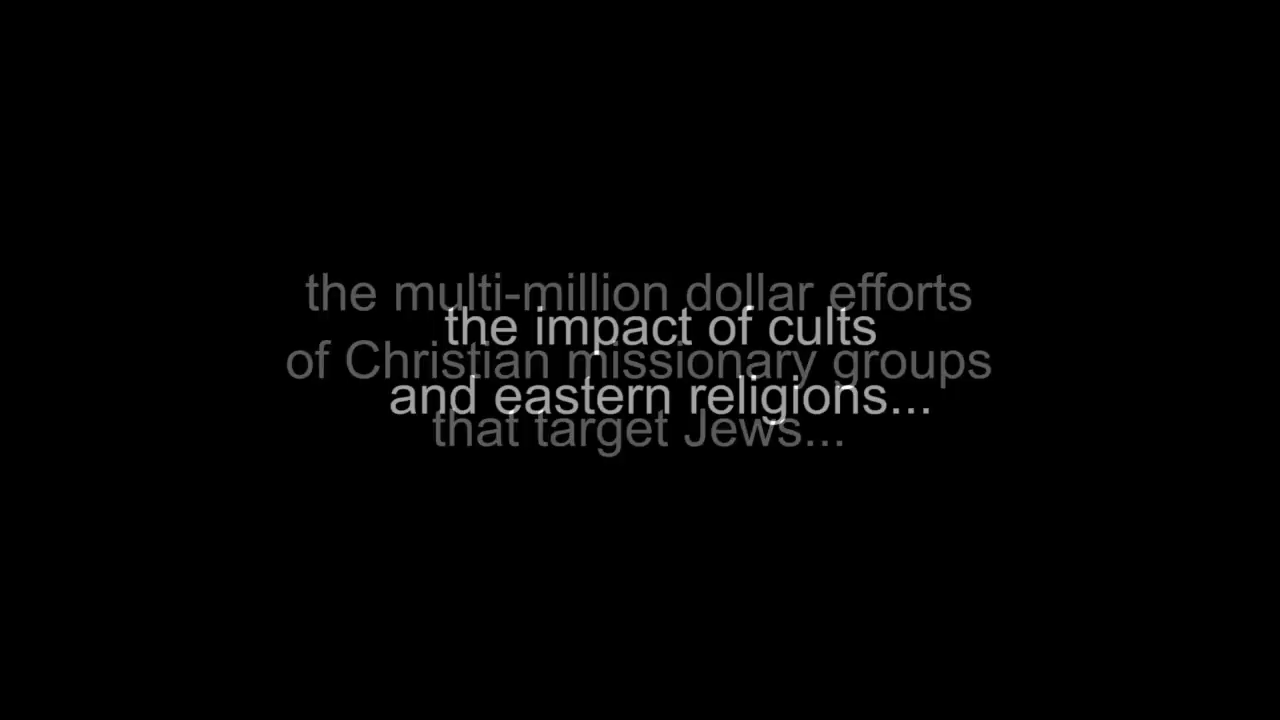 the multi-million dollar efforts
the impact of cults
of Christian missionary groups
and eastern religions...
that target Jews...